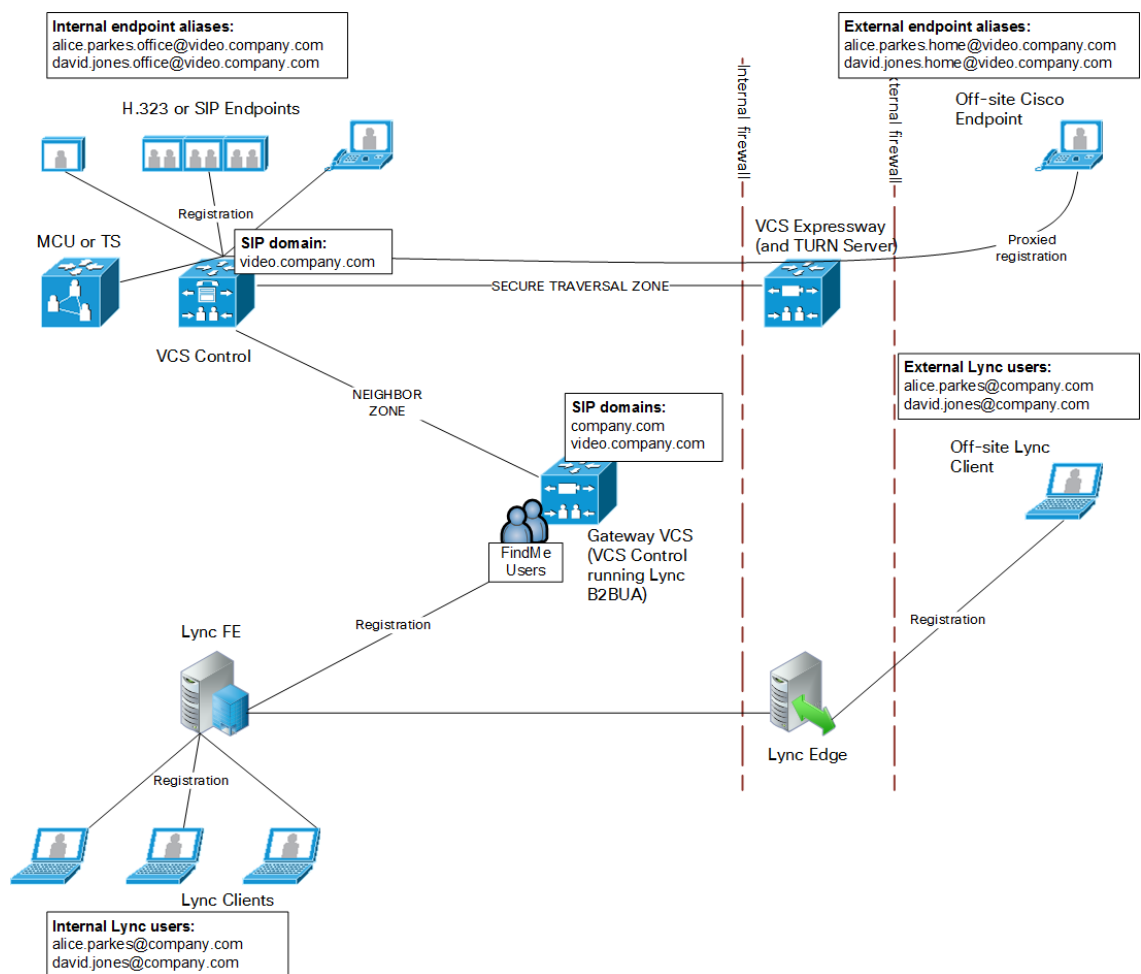 Internal endpoint aliases:
alice.parkes.office@video.company.com
david.jones.office@video.company.com
External endpoint aliases:
alice.parkes.home@video.company.com
david.jones.home@video.company.com
H.323 or SIP Endpoints
Internal firewall
xternal firewall
Off-site Cisco
Endpoint
Registration
MCU or TS
SIP domain:
video.company.com
VCS Expressway
(and TURN Server)
Proxied
registration
SECURE TRAVERSAL ZONE
VCS Control
External Lync users:
alice.parkes@company.com
david.jones@company.com
NEIGHBOR
ZONE
SIP domains:
company.com
video.company.com
Off-site Lync
Client
Gateway VCS
(VCS Control
running Lync
B2BUA)
FindMe
Users
Registration
Registration
Lync FE
Lync Edge
Registration
Lync Clients
Internal Lync users:
alice.parkes@company.com
david.jones@company.com